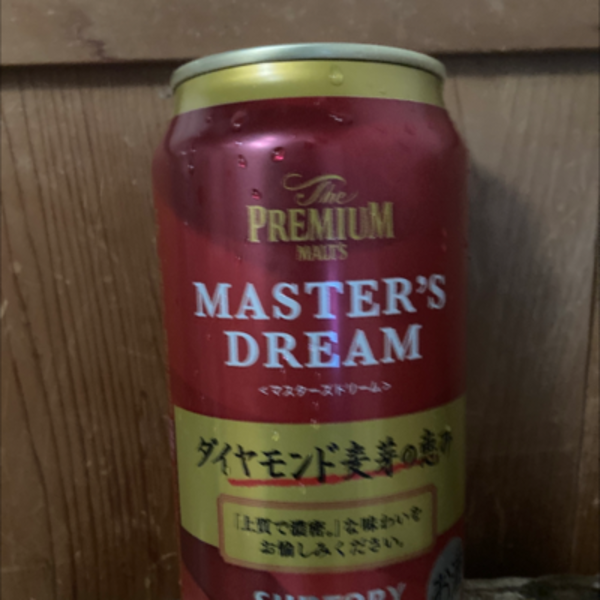 The
PREMIUM
MALT'S
MASTER'S
DREAM
<マスターズドリーム>
ダイヤモンド麦芽の恵み
「上質で濃密。」な味わいを
お愉しみください。
SUNTORY